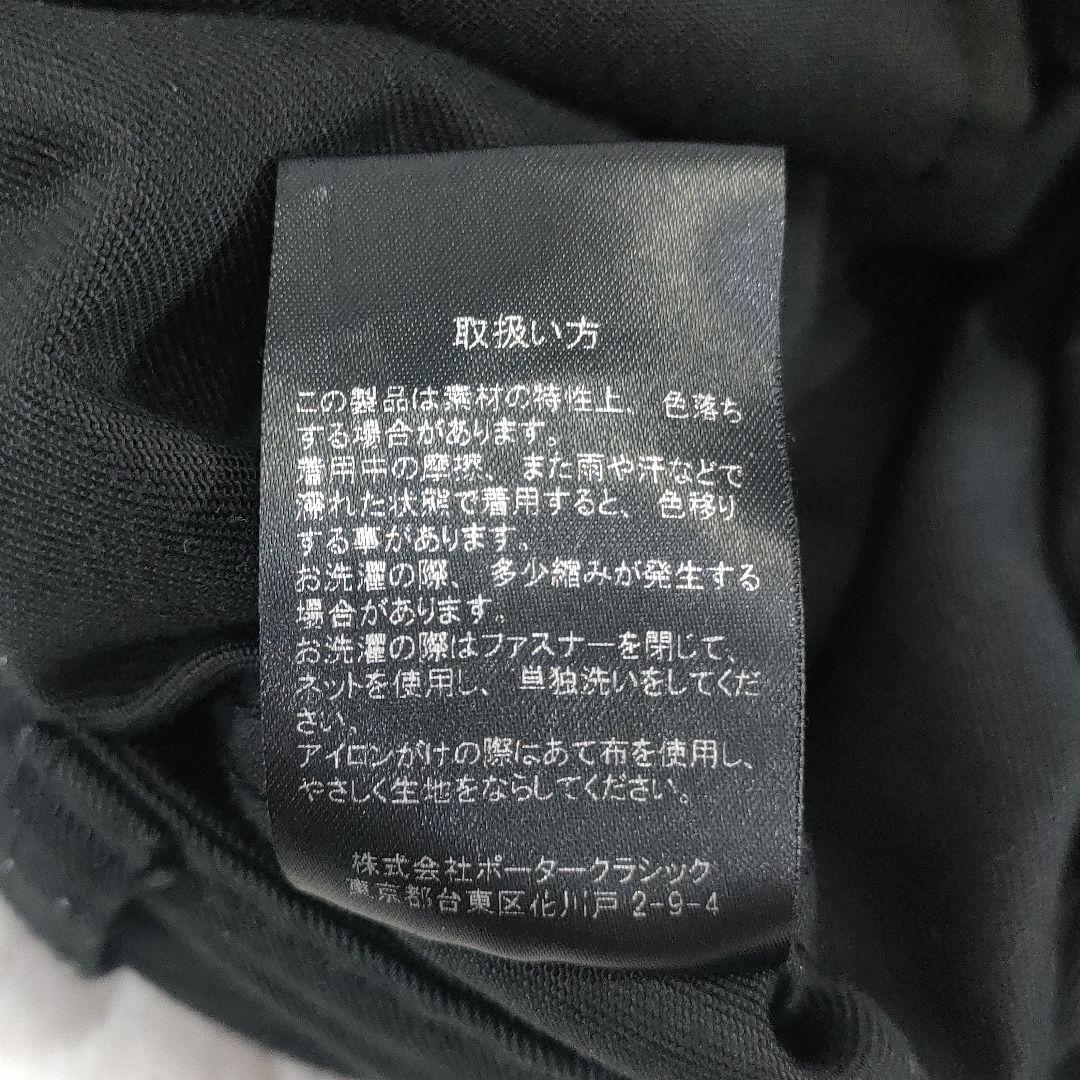 取扱い方
この製品は素材の特性上、色落ち
する場合があります。
着用中の摩擦、また雨や汗などで
濡れた状態で着用すると、色移り
する事があります。
お洗濯の際、多少縮みが発生する
場合があります。
お洗濯の際はファスナーを閉じて、
ネットを使用し、単独洗いをしてくだ
さい。
アイロンがけの際はあて布を使用し、
やさしく生地をならしてください。
株式会社ポータークラシック
東京都台東区花川戸2-9-4